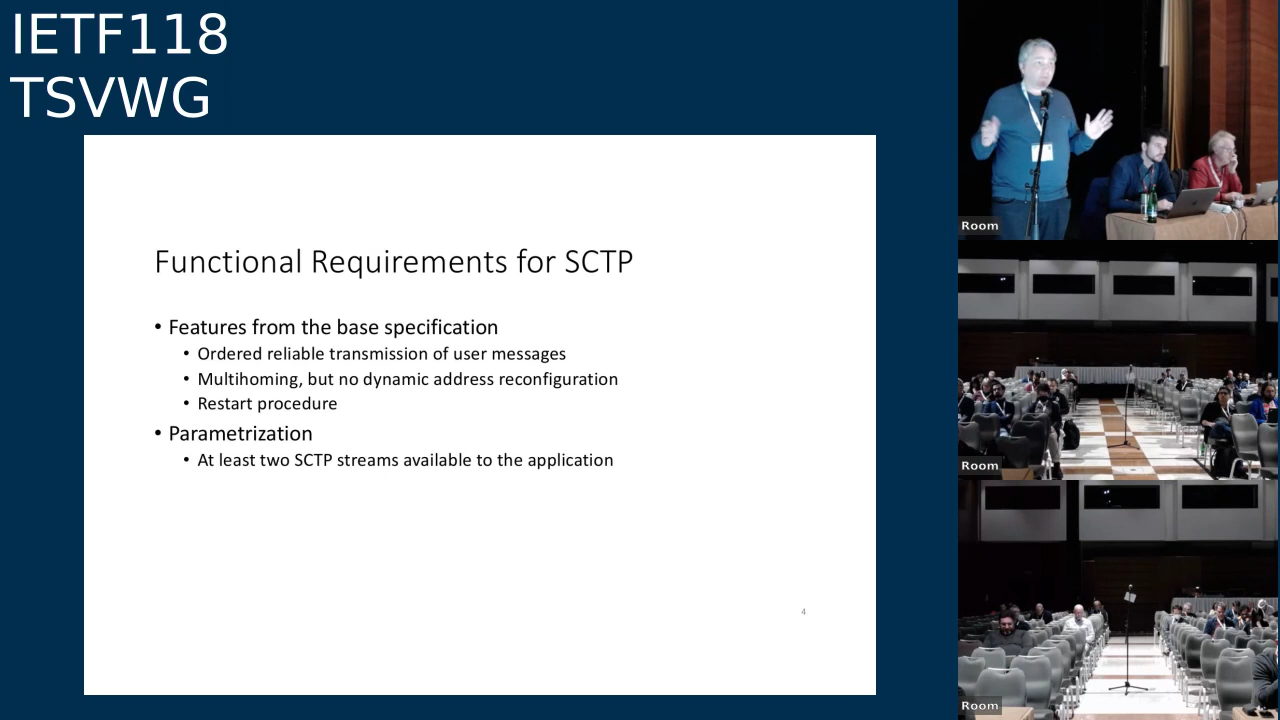 IETF118
TSVWG
Functional Requirements for SCTP
• Features from the base specification
• Ordered reliable transmission of user messages
• Multihoming, but no dynamic address reconfiguration
• Restart procedure
• Parametrization
• At least two SCTP streams available to the application
4
Room
Room
Room